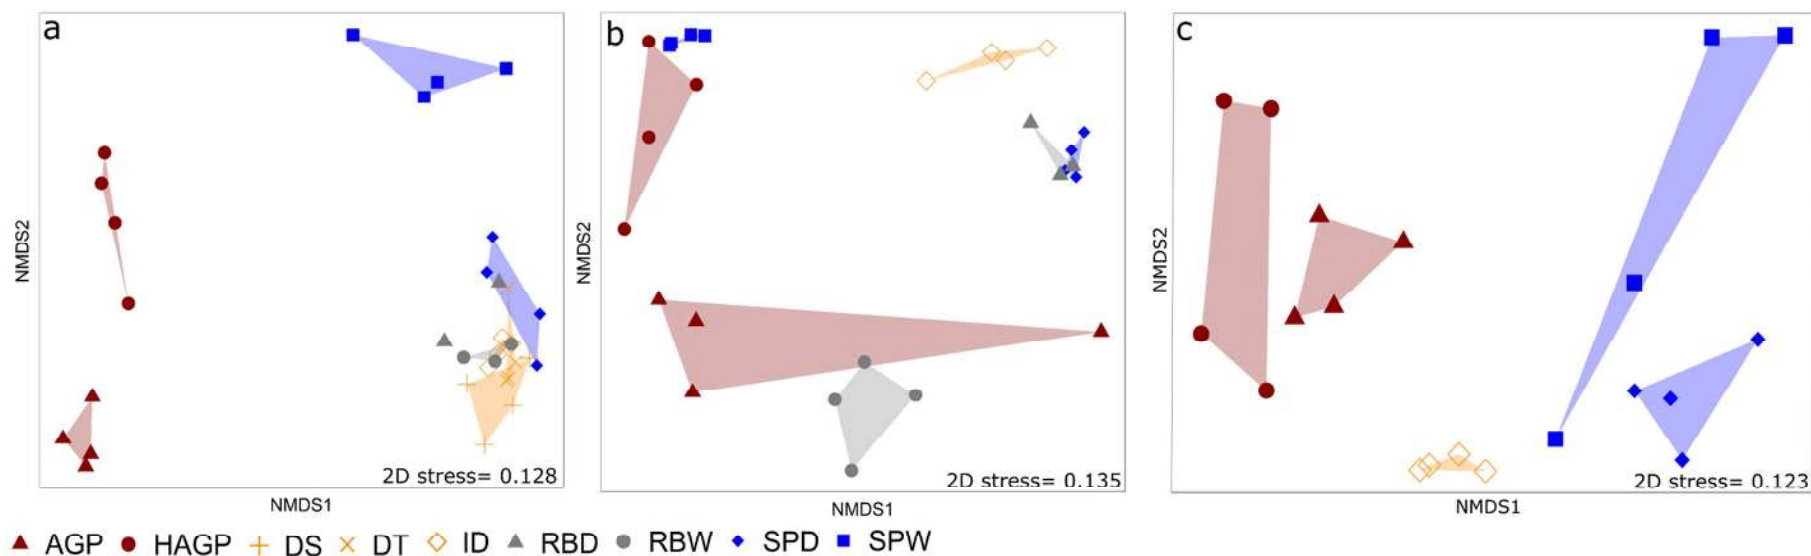 a
NMDS2
2D stress= 0.128
NMDS1
b
NMDS2
2D stress= 0.135
NMDS1
c
NMDS2
2D stress= 0.123
NMDS1
AGP HAGP DS DT ID RBD RBW SPD SPW